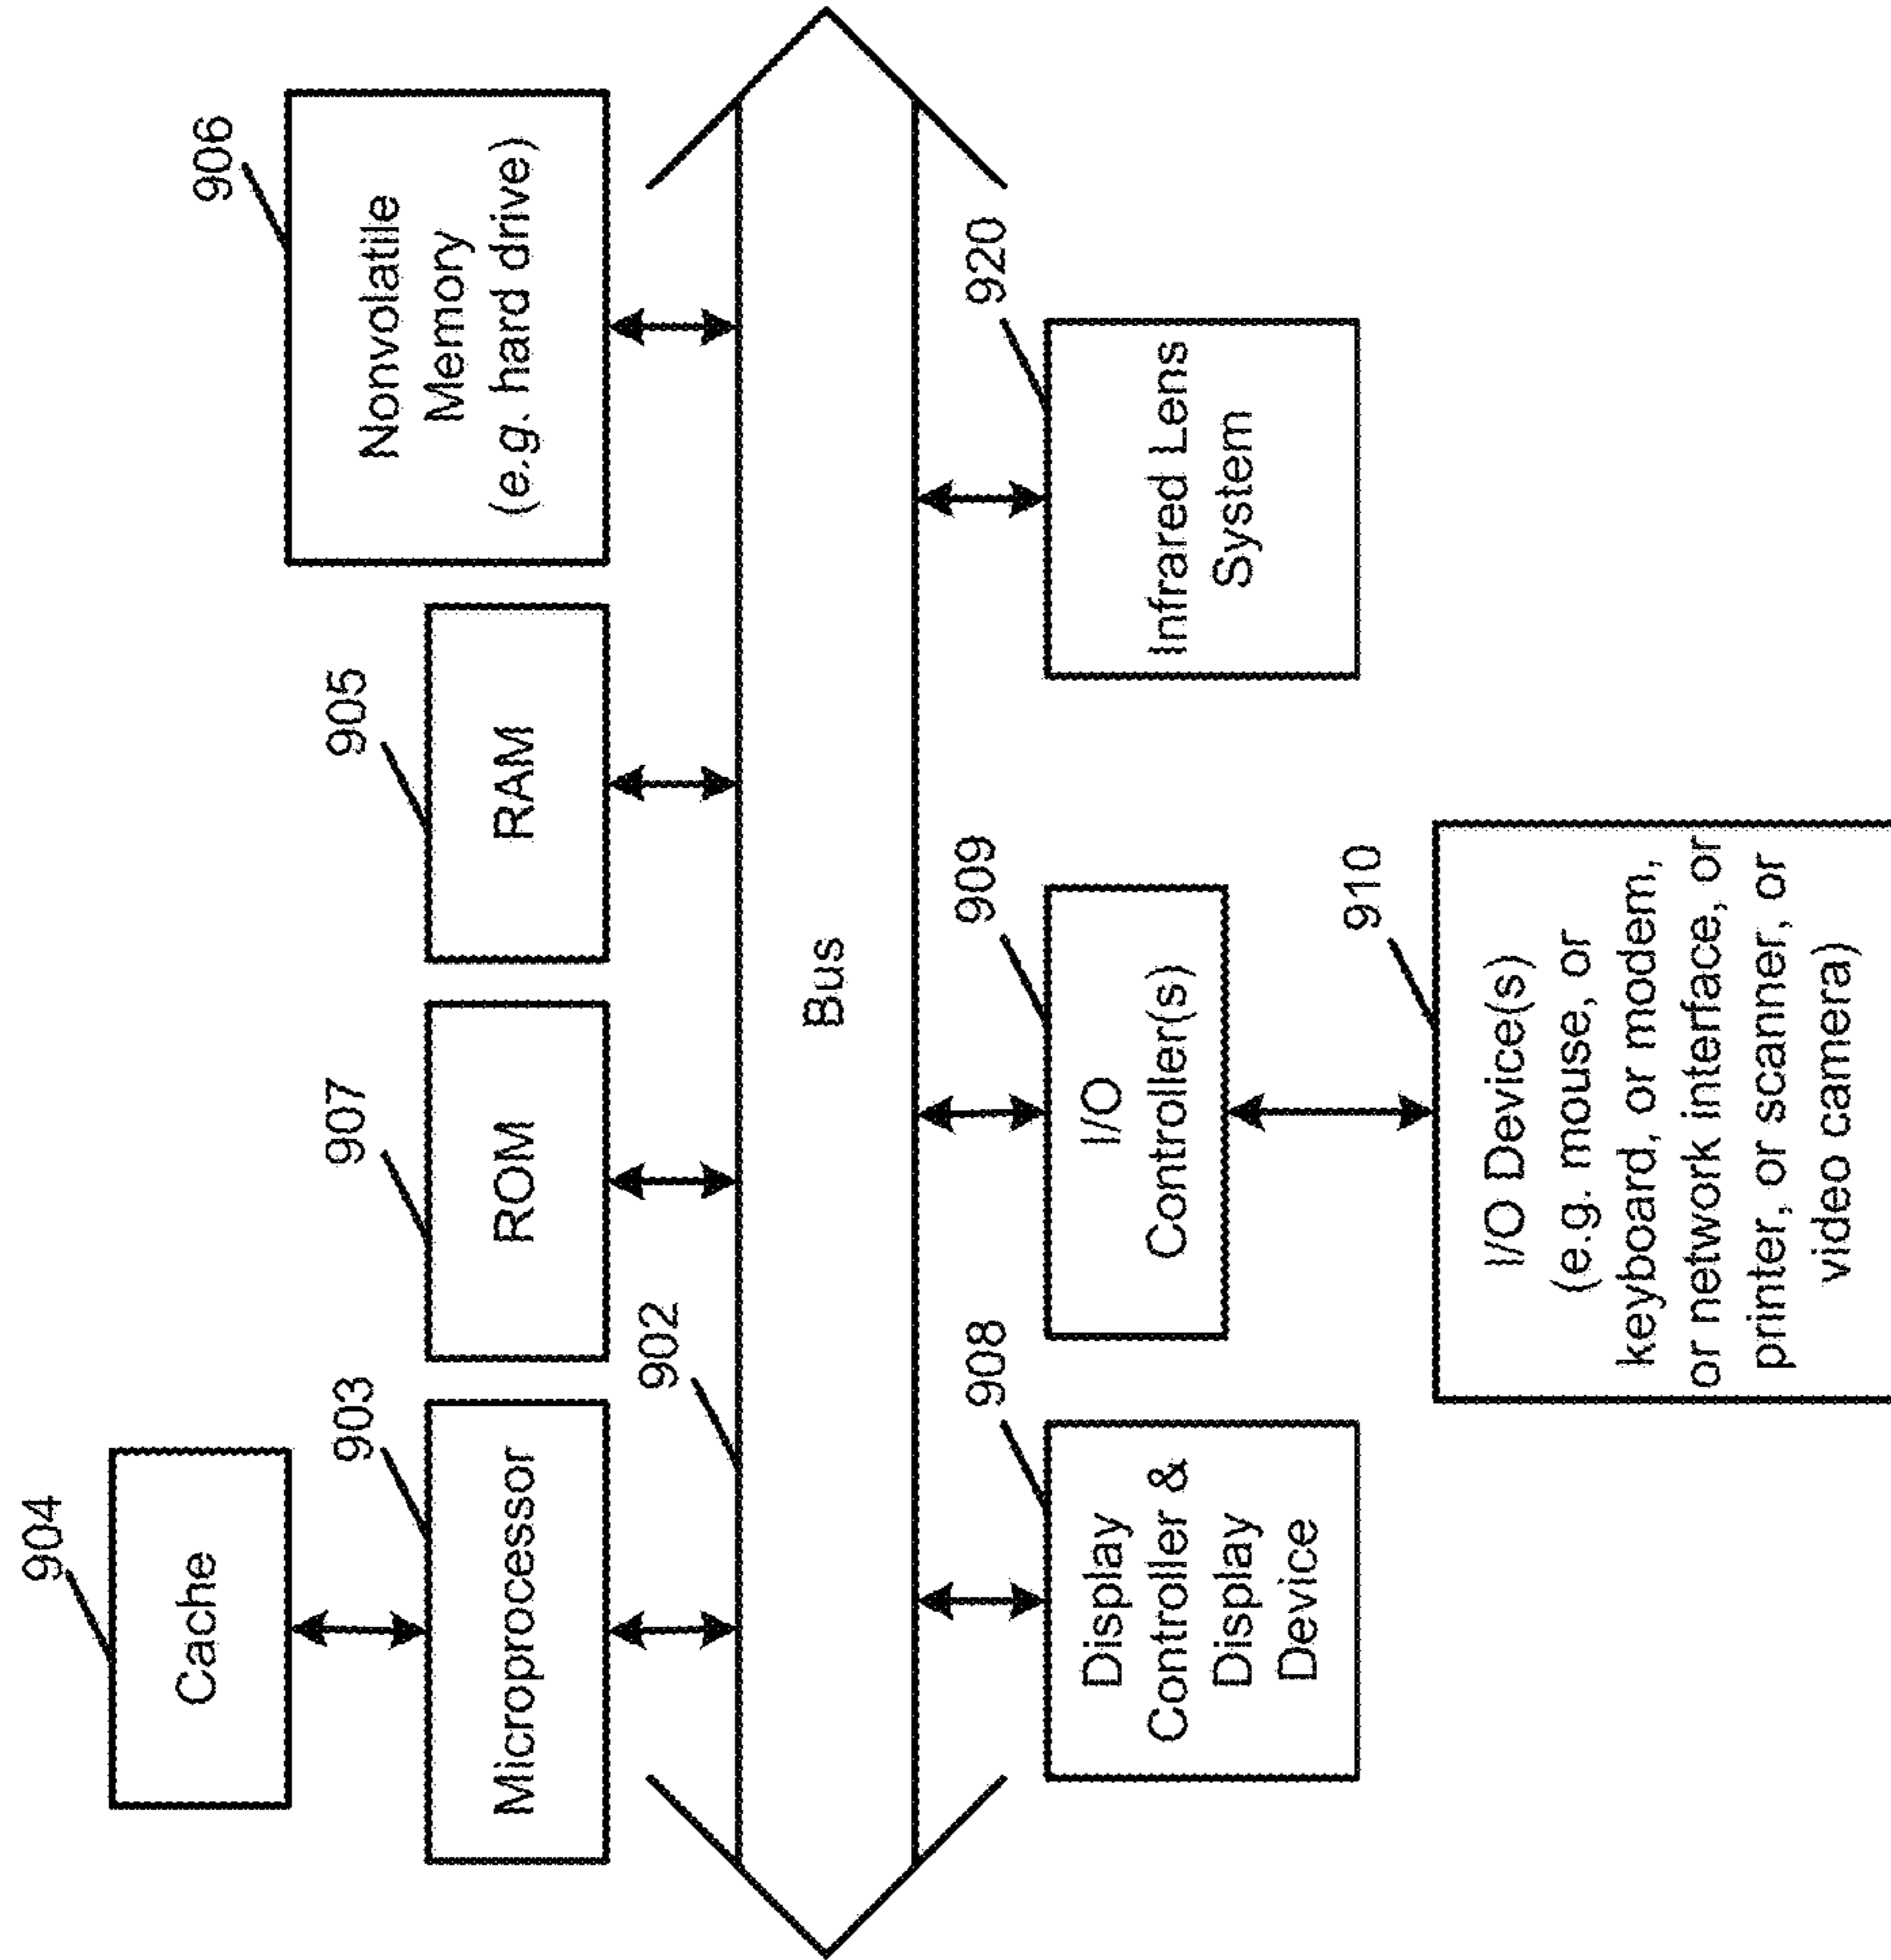 904
Cache
903
Microprocessor
907
ROM
905
RAM
906
Nonvolatile
Memory
(e.g. hard drive)
902
Bus
908
Display
Controller &
Display
Device
909
I/O
Controller(s)
920
Infrared Lens
System
910
I/O Device(s)
(e.g. mouse, or
keyboard, or modem,
or network interface, or
printer, or scanner, or
video camera)